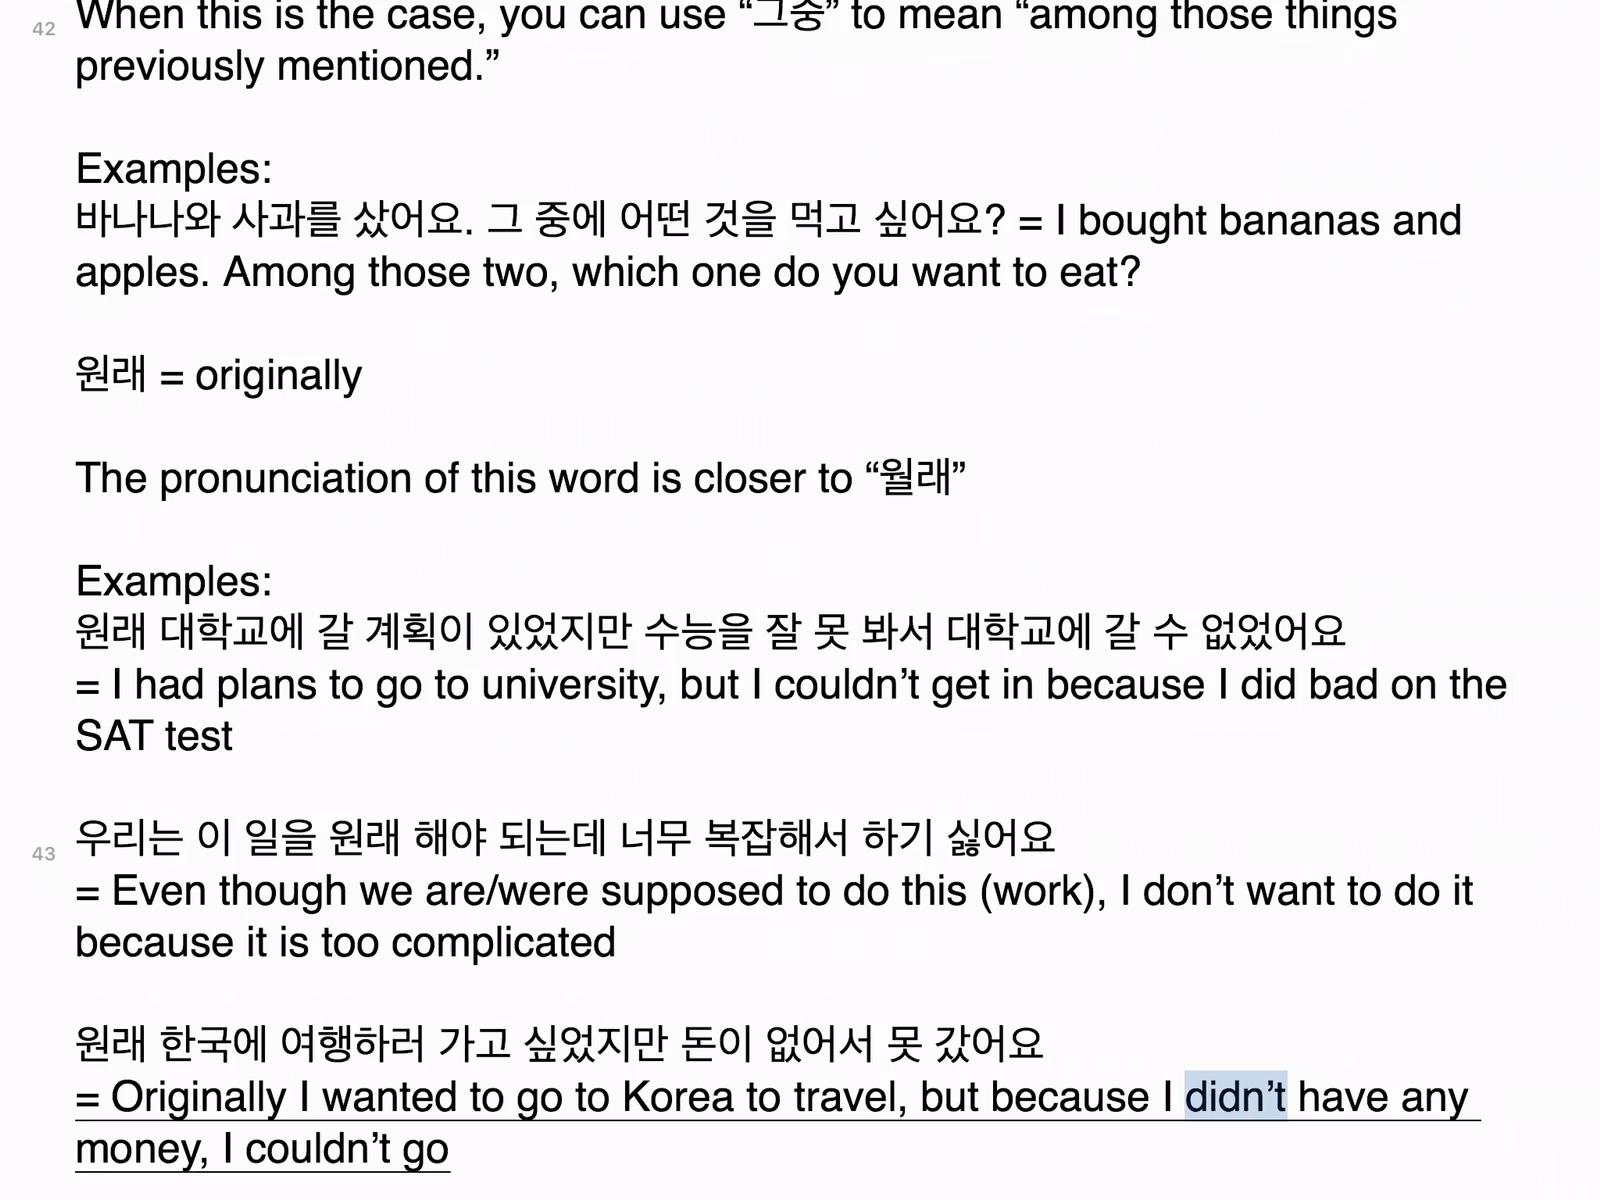 42
When this is the case, you can use “그중” to mean “among those things
previously mentioned.”
Examples:
바나나와 사과를 샀어요. 그 중에 어떤 것을 먹고 싶어요? = I bought bananas and
apples. Among those two, which one do you want to eat?
원래 = originally
The pronunciation of this word is closer to “월래”
Examples:
원래 대학교에 갈 계획이 있었지만 수능을 잘 못 봐서 대학교에 갈 수 없었어요
= I had plans to go to university, but I couldn’t get in because I did bad on the
SAT test
43
우리는 이 일을 원래 해야 되는데 너무 복잡해서 하기 싫어요
= Even though we are/were supposed to do this (work), I don’t want to do it
because it is too complicated
원래 한국에 여행하러 가고 싶었지만 돈이 없어서 못 갔어요
= Originally I wanted to go to Korea to travel, but because I didn’t have any
money, I couldn’t go